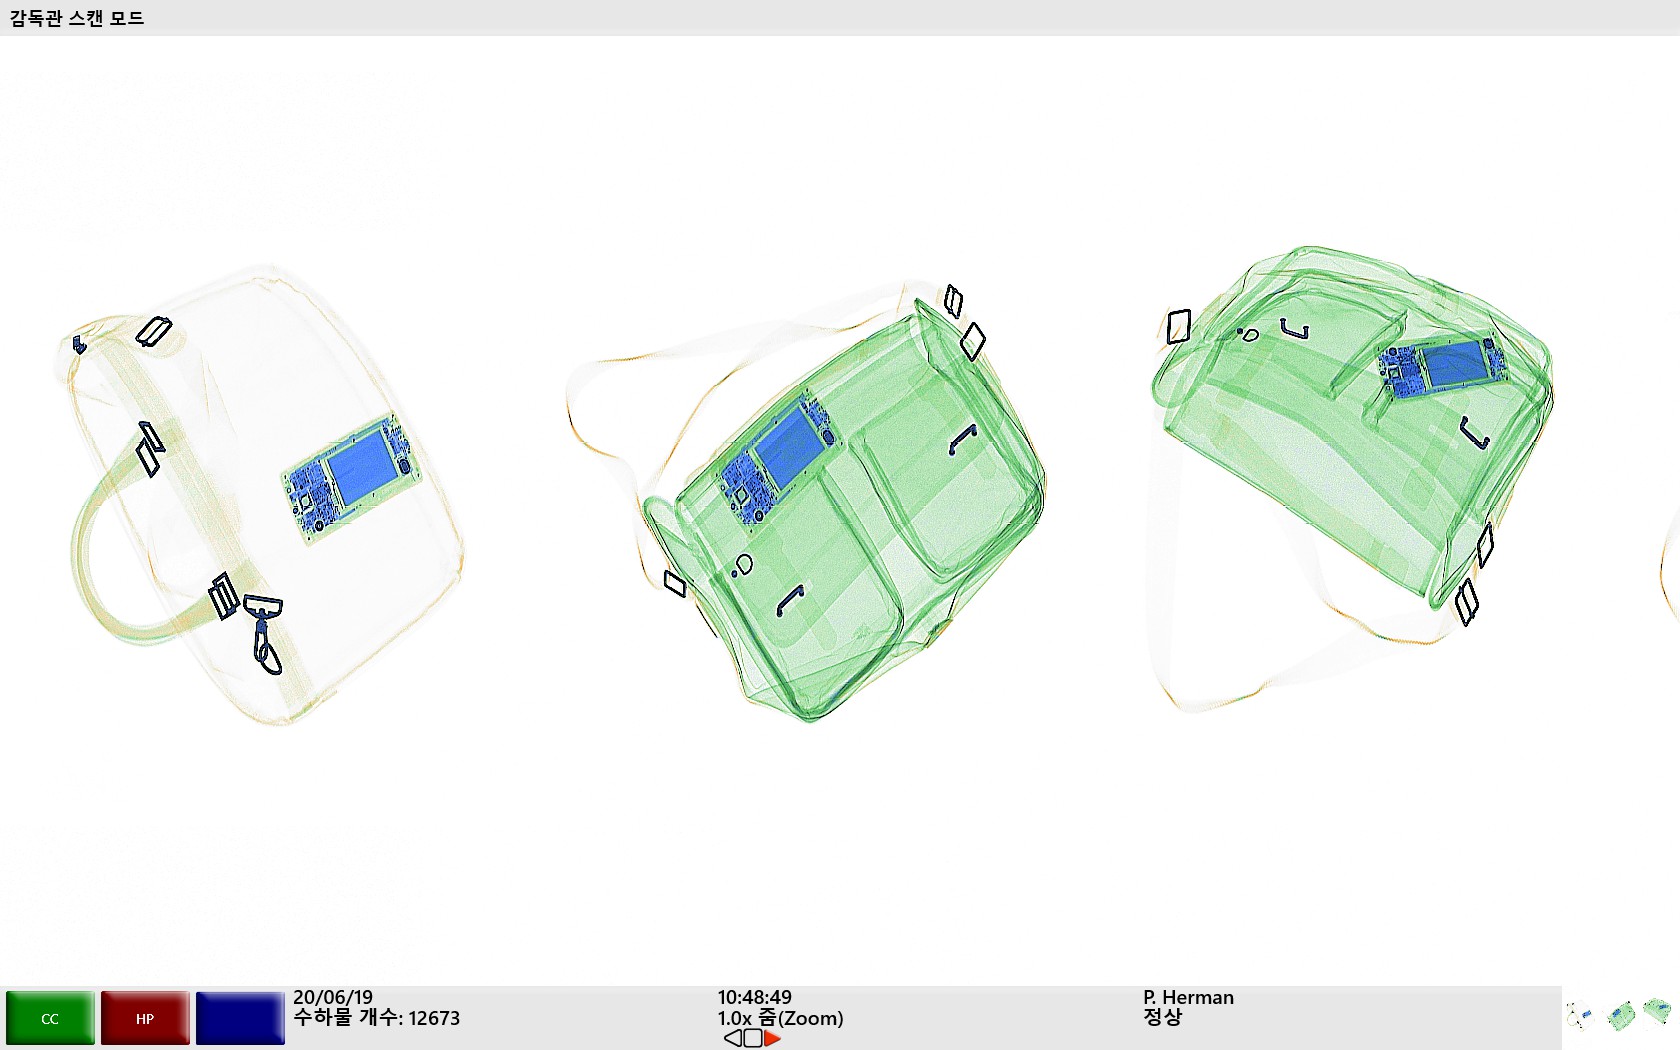 감독관 스캔 모드
CC
HP
20/06/19
수하물 개수: 12673
10:48:49
1.0x 줌(Zoom)
P. Herman
정상